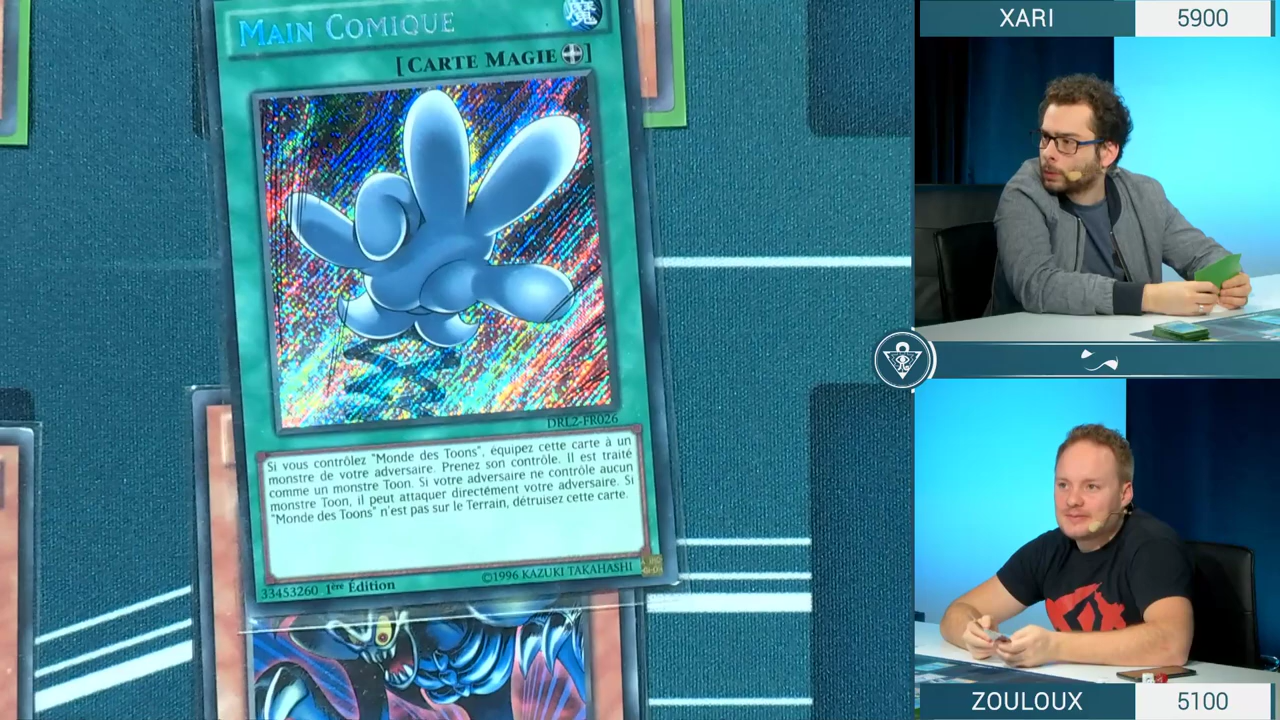 MAIN COMIQUE
魔
[CARTE MAGIE]
DRL2-FR026
Si vous contrôlez "Monde des Toons", équipez cette carte à un
monstre de votre adversaire. Prenez son contrôle. Il est traité
comme un monstre Toon. Si votre adversaire ne contrôle aucun
monstre Toon, il peut attaquer directement votre adversaire. Si
"Monde des Toons" n'est pas sur le Terrain, détruisez cette carte.
33453260 1ère Édition
©1996 KAZUKI TAKAHASHI
XARI 5900
ZOULOUX 5100